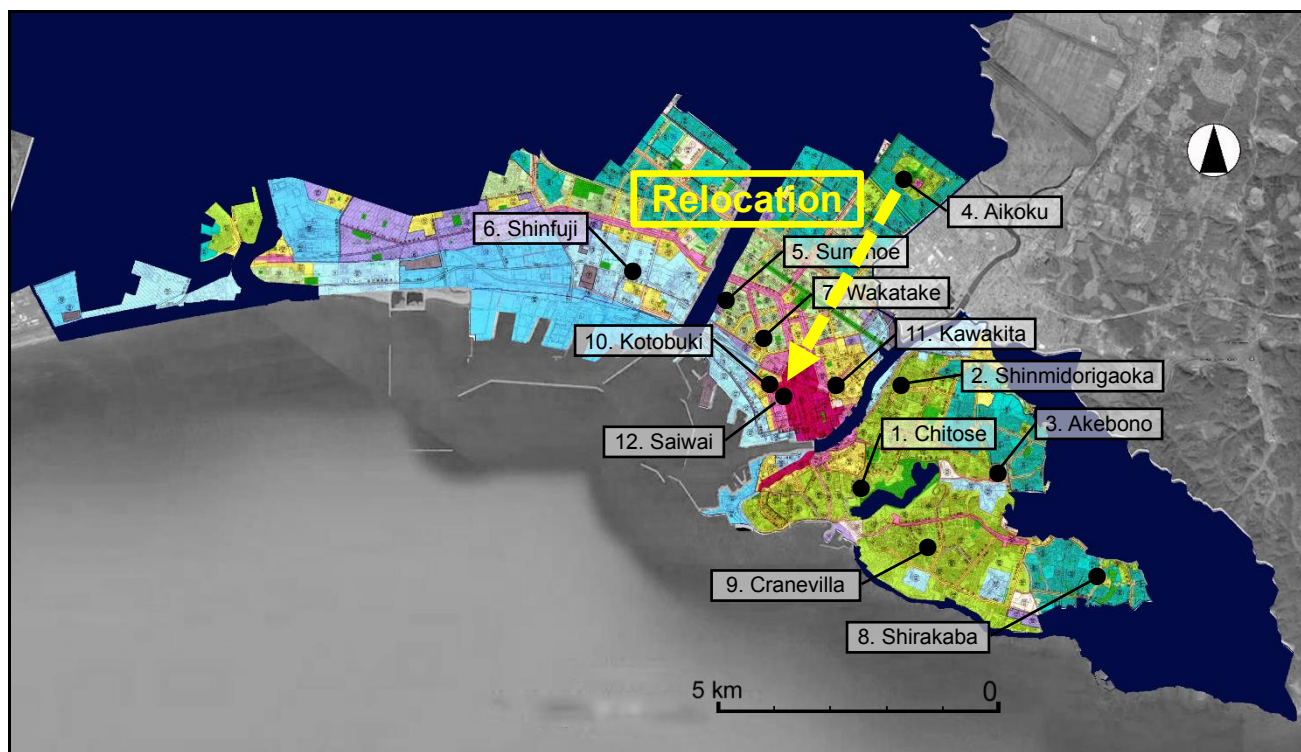 Relocation
4. Aikoku
6. Shinfuji
5. Suminoe
7. Wakatake
10. Kotobuki
11. Kawakita
2. Shinmidorigaoka
12. Saiwai
1. Chitose
3. Akebono
9. Cranevilla
8. Shirakaba
5 km
0